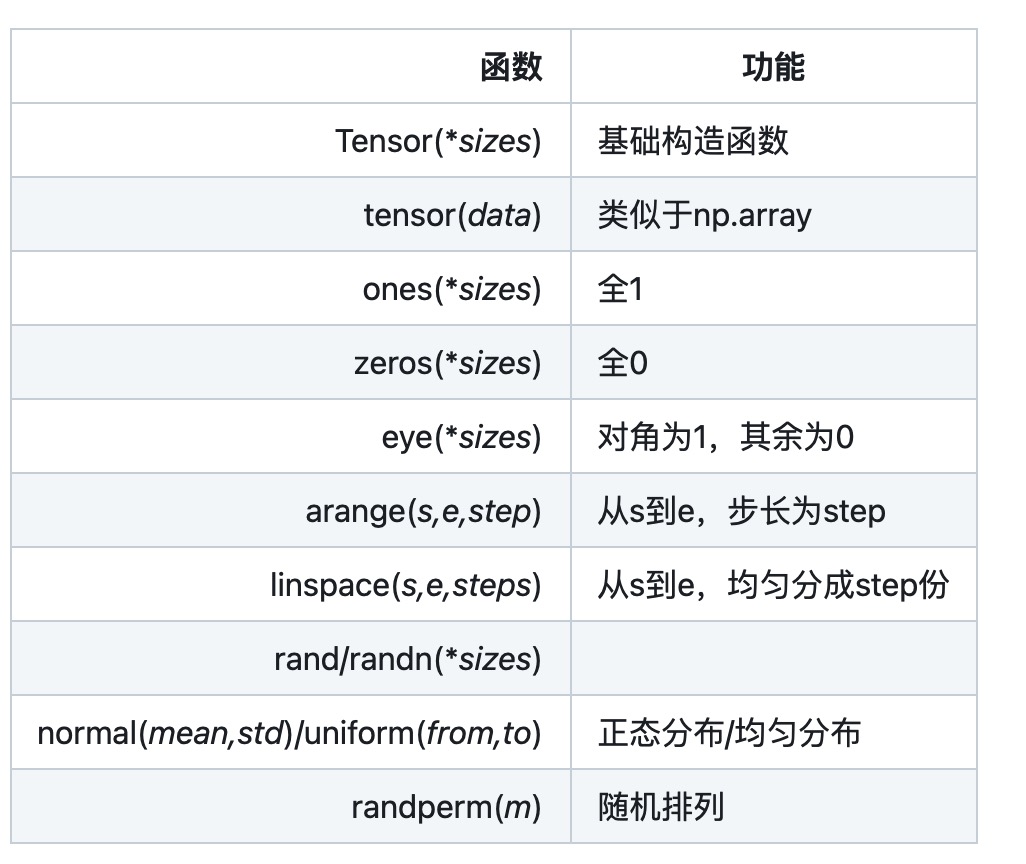 函数 功能
Tensor(*sizes) 基础构造函数
tensor(data) 类似于np.array
ones(*sizes) 全1
zeros(*sizes) 全0
eye(*sizes) 对角为1，其余为0
arange(s,e,step) 从s到e，步长为step
linspace(s,e,steps) 从s到e，均匀分成step份
rand/randn(*sizes)
normal(mean,std)/uniform(from,to) 正态分布/均匀分布
randperm(m) 随机排列